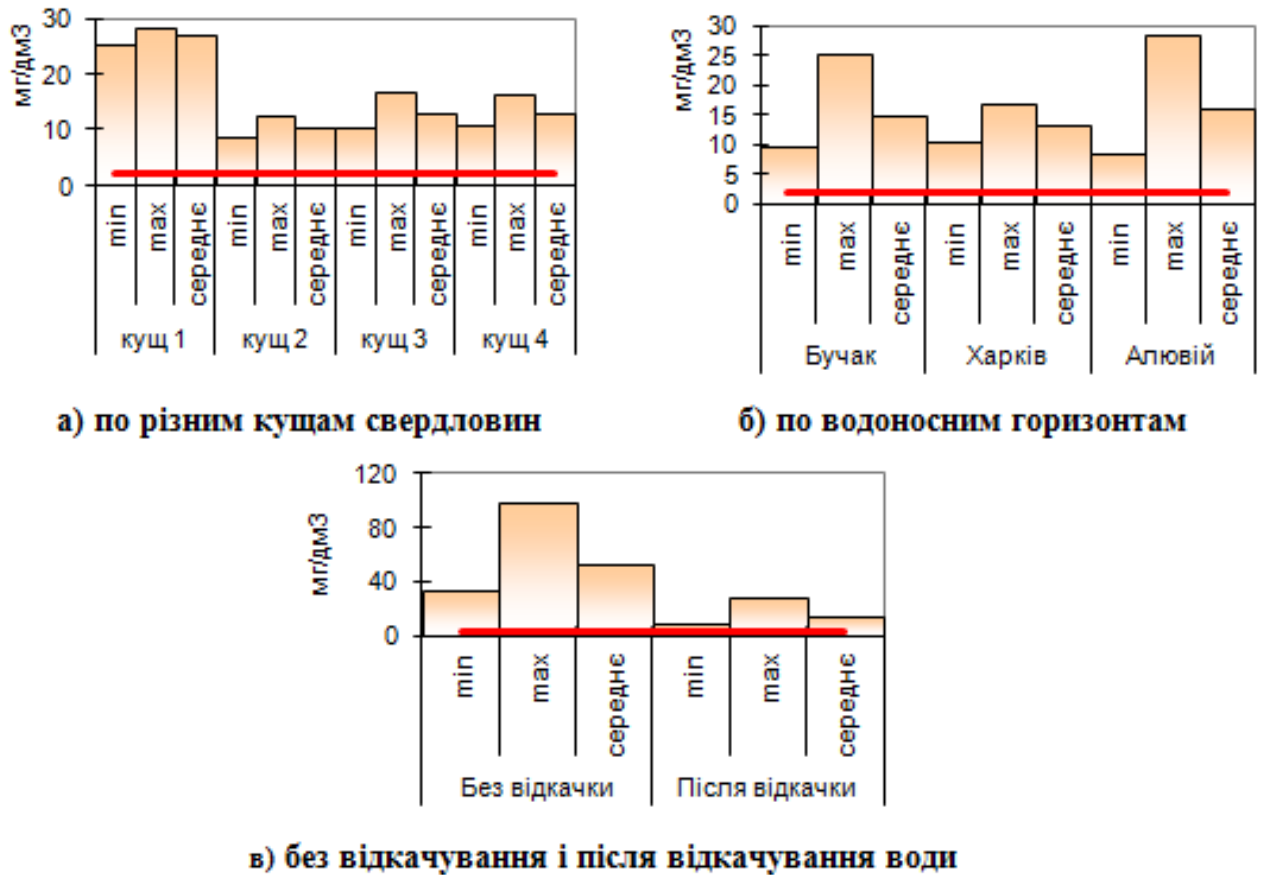 мг/дм3
30
20
10
0
min
max
середнє
min
max
середнє
min
max
середнє
min
max
середнє
кущ 1
кущ 2
кущ 3
кущ 4
а) по різним кущам свердловин
мг/дм3
30
25
20
15
10
5
0
min
max
середнє
min
max
середнє
min
max
середнє
Бучак
Харків
Алювій
б) по водоносним горизонтам
мг/дм3
120
80
40
0
min
max
середнє
min
max
середнє
Без відкачки
Після відкачки
в) без відкачування і після відкачування води